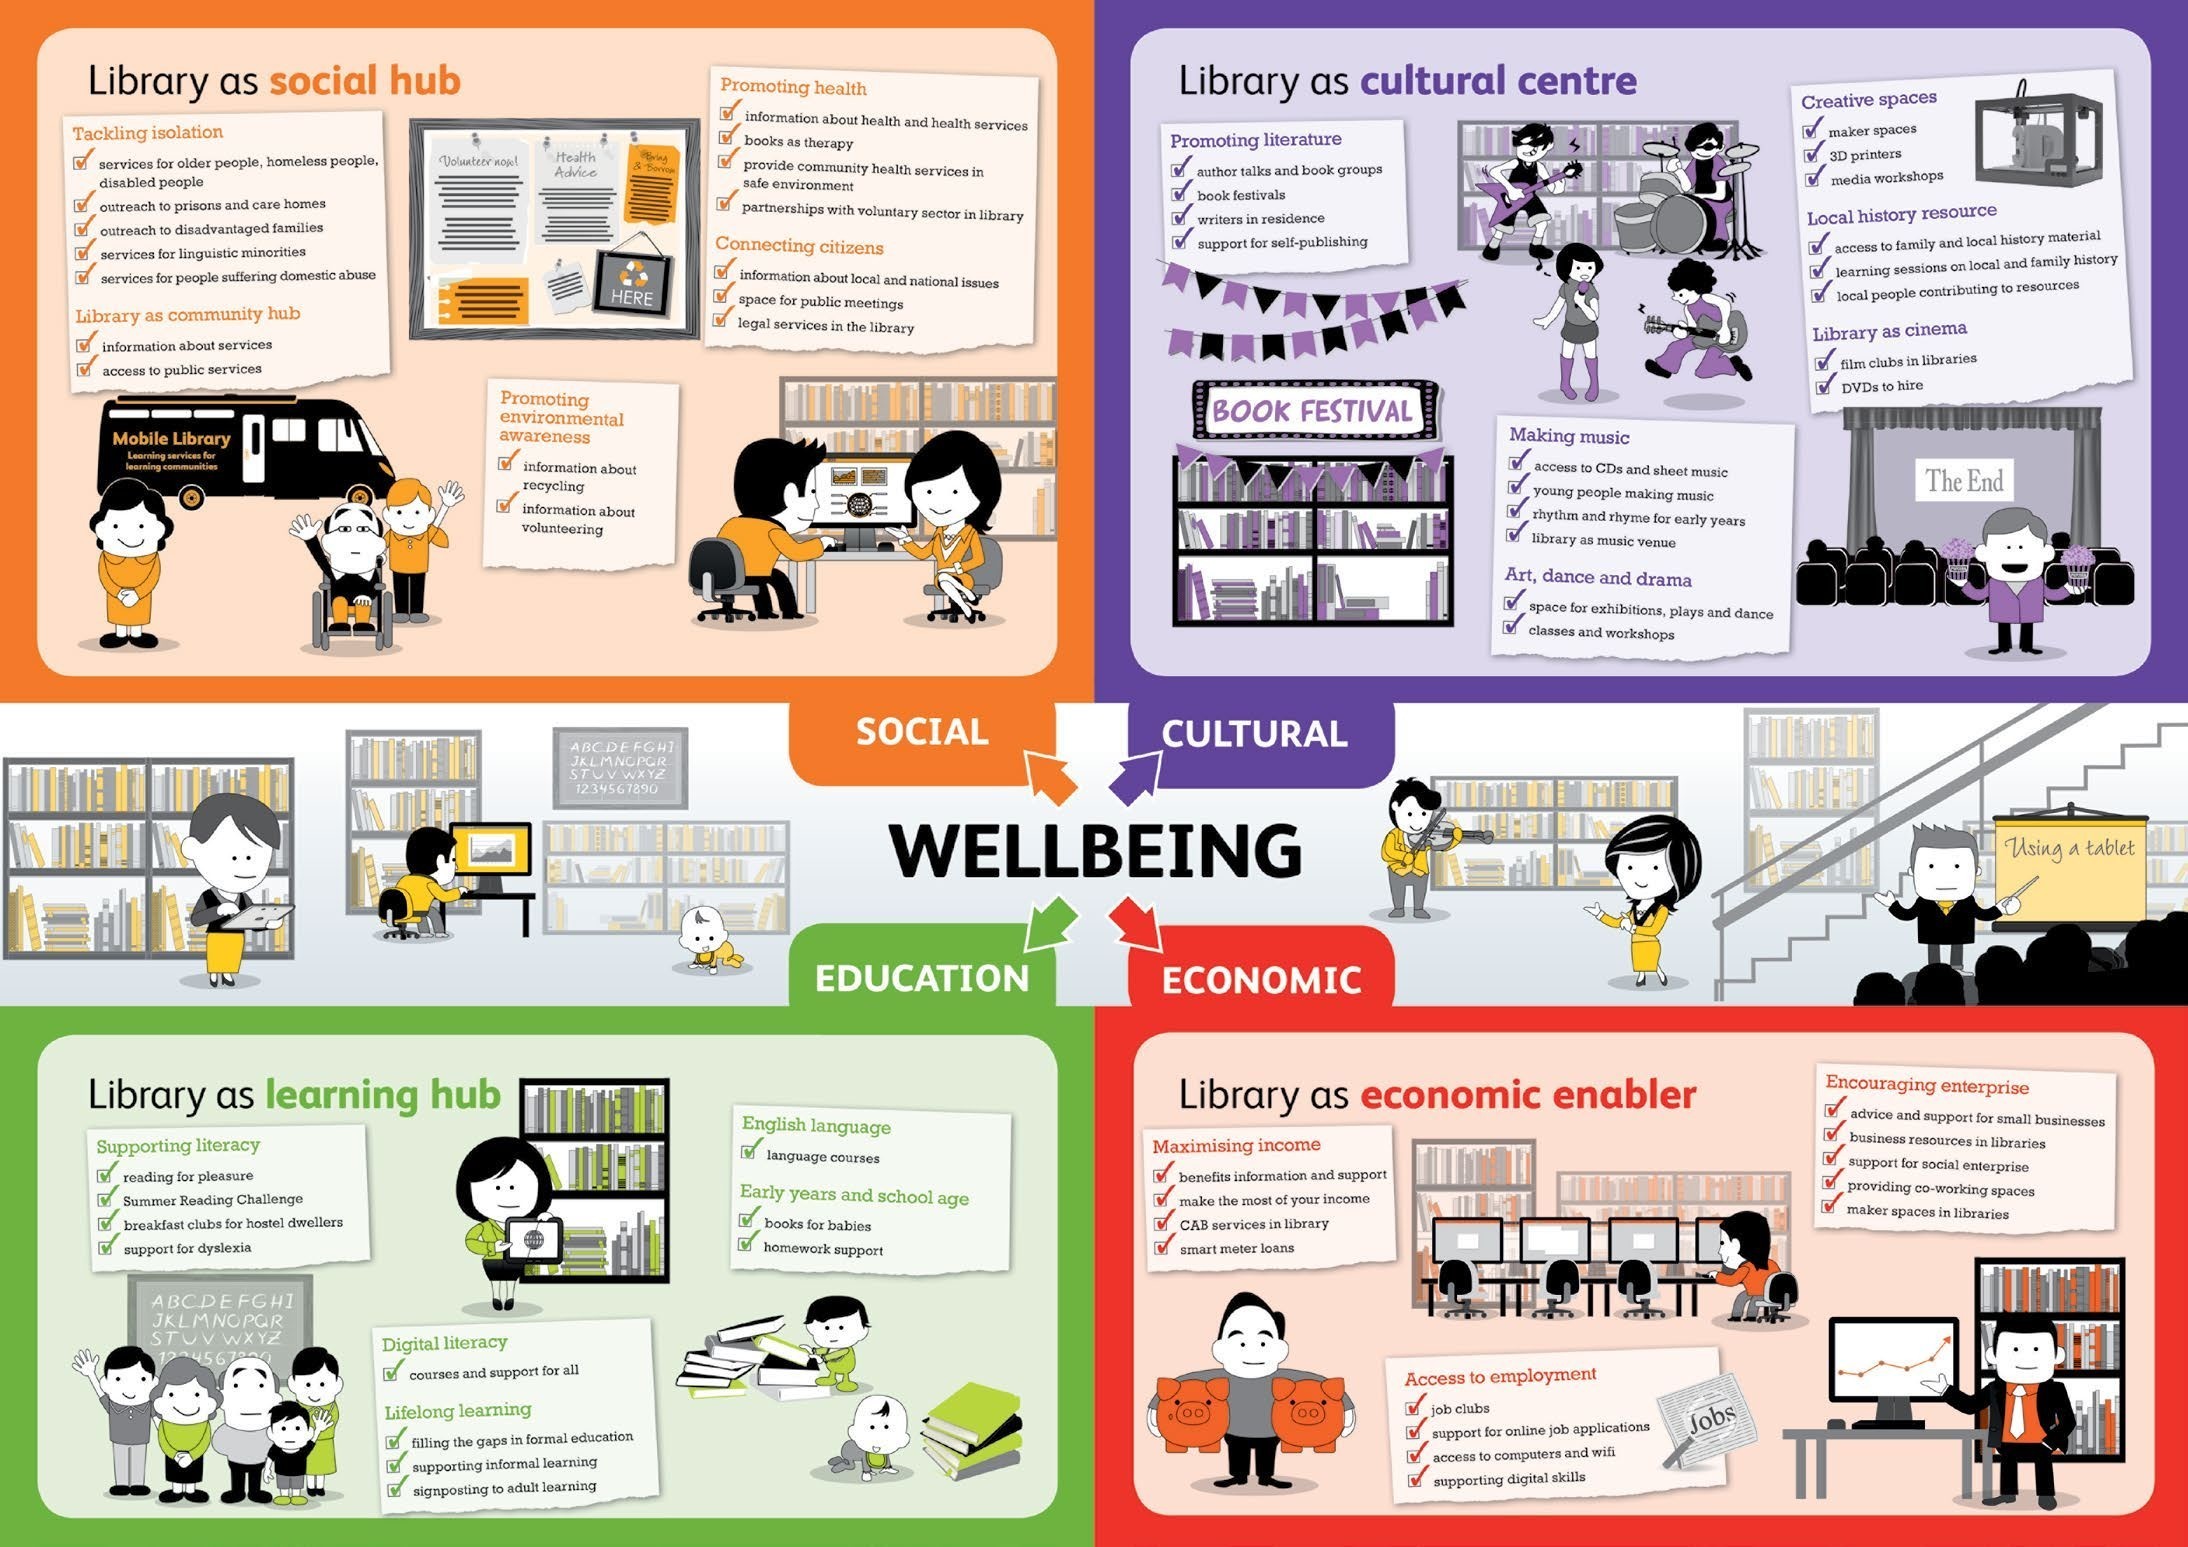 Library as social hub
Tackling isolation
services for older people, homeless people,
disabled people
outreach to prisons and care homes
outreach to disadvantaged families
services for linguistic minorities
services for people suffering domestic abuse
Library as community hub
information about services
access to public services
Volunteer now!
Health
Advice
Bring
& Borrow
HERE
Promoting health
information about health and health services
books as therapy
provide community health services in
safe environment
partnerships with voluntary sector in library
Connecting citizens
information about local and national issues
space for public meetings
legal services in the library
Mobile Library
Learning services for
learning communities
Promoting
environmental
awareness
information about
recycling
information about
volunteering
Library as cultural centre
Promoting literature
author talks and book groups
book festivals
writers in residence
support for self-publishing
Creative spaces
maker spaces
3D printers
media workshops
3D
Local history resource
access to family and local history material
learning sessions on local and family history
local people contributing to resources
Library as cinema
film clubs in libraries
DVDs to hire
BOOK FESTIVAL
Making music
access to CDs and sheet music
young people making music
rhythm and rhyme for early years
library as music venue
Art, dance and drama
space for exhibitions, plays and dance
classes and workshops
The End
SOCIAL
CULTURAL
ABCDEFGHI
JKLMNOPQR
STUVWXYZ
1234567890
WELLBEING
Using a tablet
EDUCATION
ECONOMIC
Library as learning hub
Supporting literacy
reading for pleasure
Summer Reading Challenge
breakfast clubs for hostel dwellers
support for dyslexia
English language
language courses
Early years and school age
books for babies
homework support
ABCDEFGHI
JKLMNOPQR
STUVWXYZ
1234567890
Digital literacy
courses and support for all
Lifelong learning
filling the gaps in formal education
supporting informal learning
signposting to adult learning
Library as economic enabler
Maximising income
benefits information and support
make the most of your income
CAB services in library
smart meter loans
Encouraging enterprise
advice and support for small businesses
business resources in libraries
support for social enterprise
providing co-working spaces
maker spaces in libraries
Access to employment
job clubs
support for online job applications
access to computers and wifi
supporting digital skills
Jobs